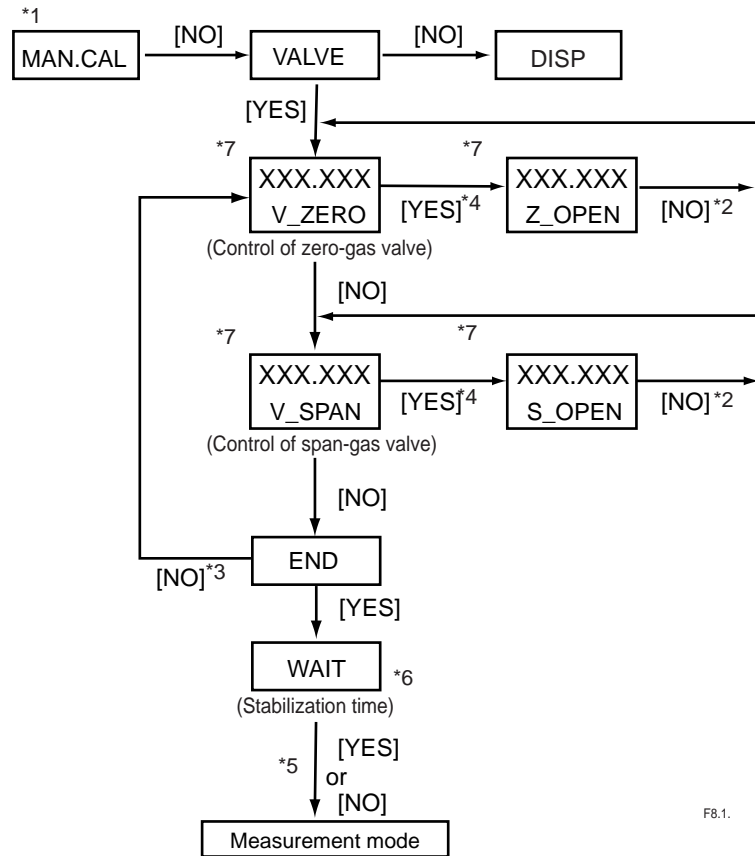 *1
MAN.CAL [NO] VALVE [NO] DISP
[YES]
*7 *7
XXX.XXX XXX.XXX
V_ZERO [YES]*4 Z_OPEN [NO]*2
(Control of zero-gas valve)
[NO]
*7 *7
XXX.XXX XXX.XXX
V_SPAN [YES]*4 S_OPEN [NO]*2
(Control of span-gas valve)
[NO]
END
[NO]*3
[YES]
WAIT *6
(Stabilization time)
[YES]
*5 or
[NO]
F8.1.
Measurement mode